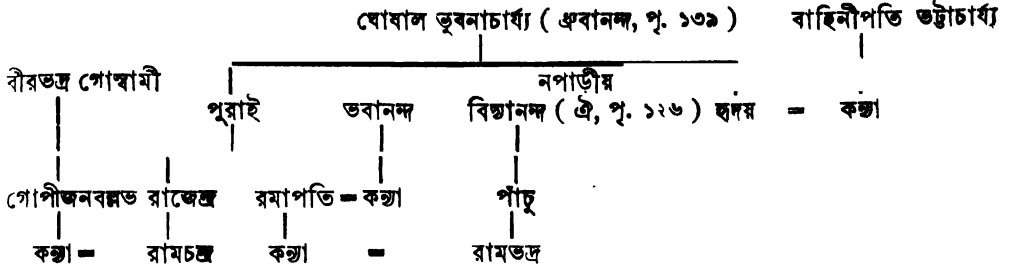 ঘোষাল ভুবনাচার্য্য ( ধ্রুবানন্দ, পৃ. ১৩৯ ) বাহিনীপতি ভট্টাচার্য্য
বীরভদ্র গোস্বামী নপাড়ীয়
পুরাই ভবানন্দ বিদ্যানন্দ ( ঐ, পৃ. ১২৬ ) হৃদয় = কন্যা
গোপীজনবল্লভ রাজেন্দ্র রমাপতি = কন্যা পাঁচু
কন্যা = রামচন্দ্র কন্যা = রামভদ্র